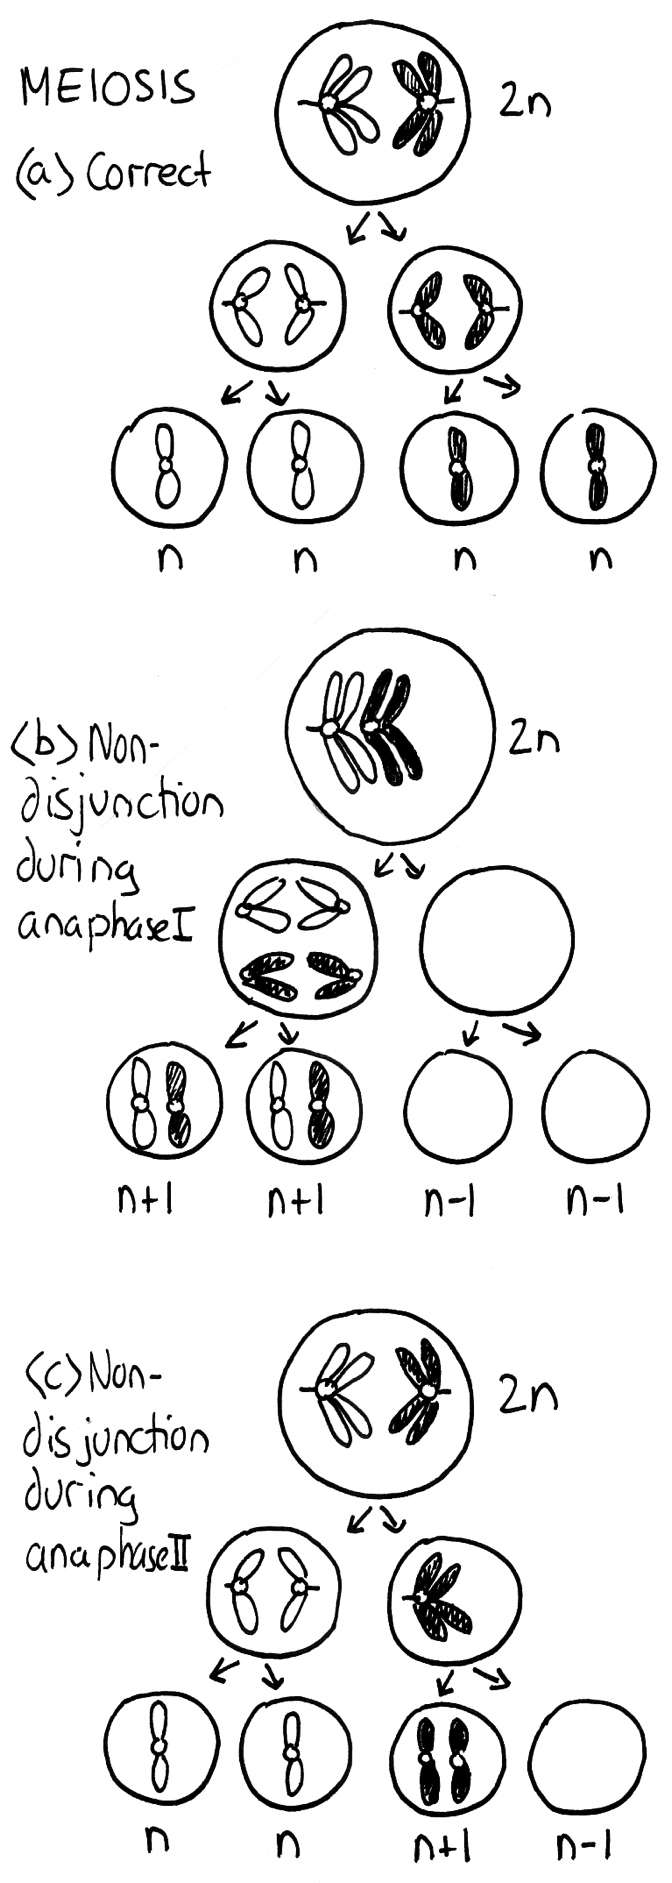 MEIOSIS
2n
(a) Correct
n n n n
(b) Non-
disjunction
during
anaphase I
2n
n+1 n+1 n-1 n-1
(c) Non-
disjunction
during
anaphase II
2n
n n n+1 n-1